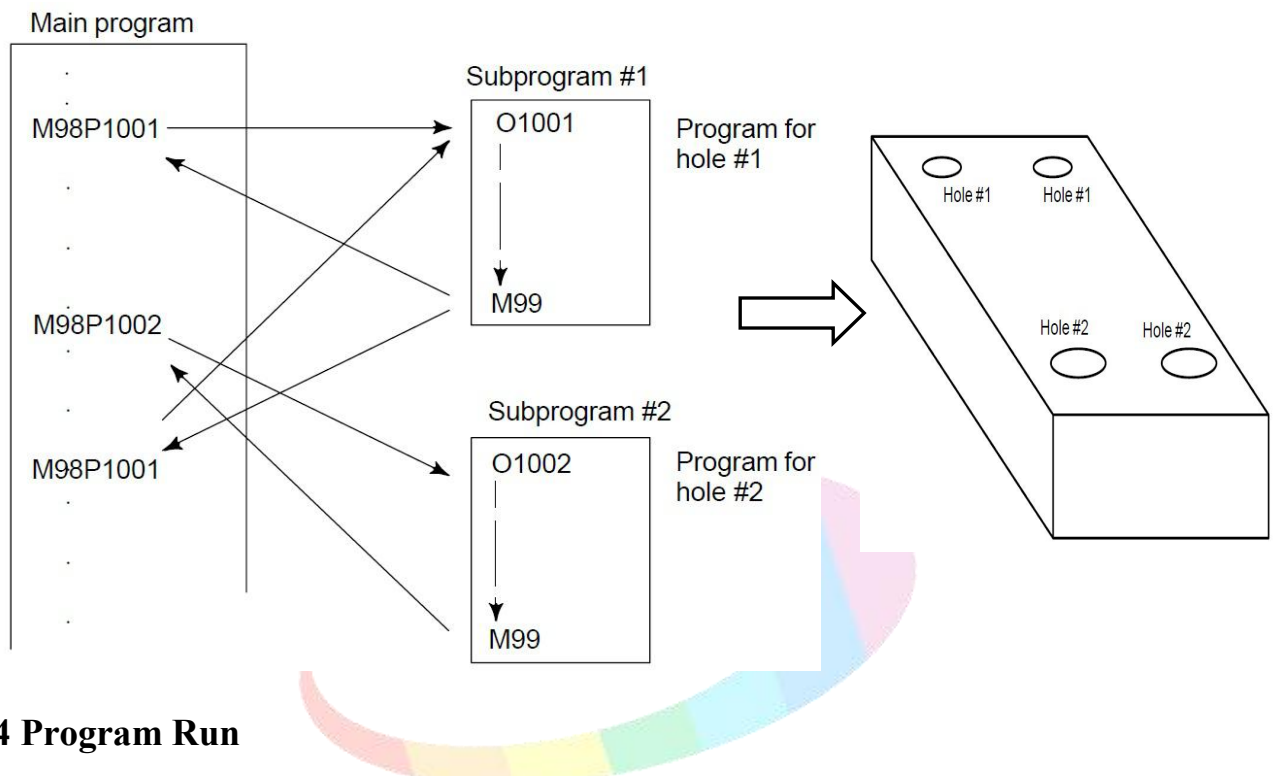 Main program
M98P1001
M98P1002
M98P1001
Subprogram #1
O1001
M99
Program for
hole #1
Subprogram #2
O1002
M99
Program for
hole #2
Hole #1
Hole #1
Hole #2
Hole #2
4 Program Run